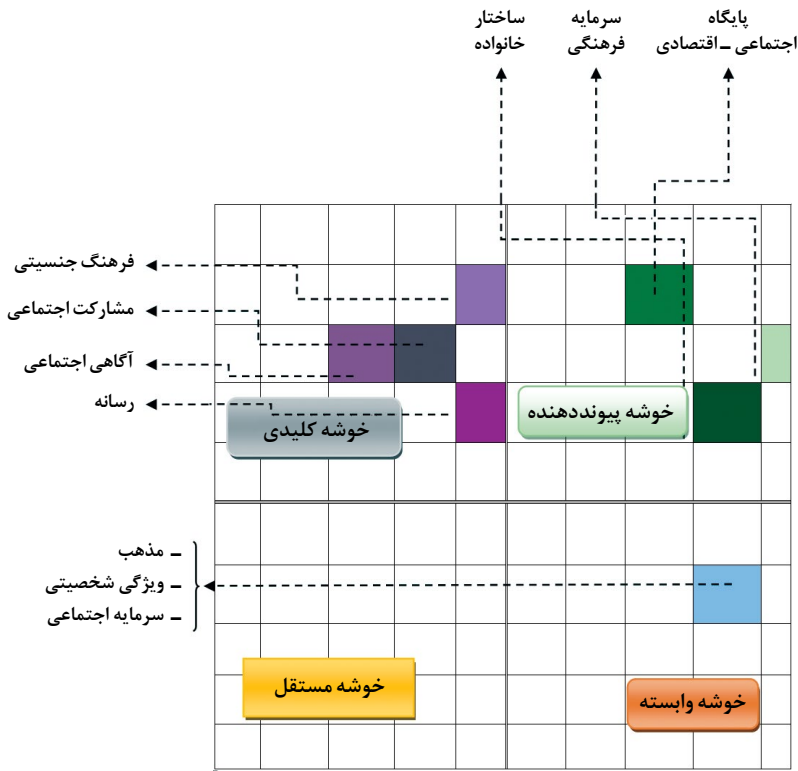 پایگاه
اجتماعی ـ اقتصادی
سرمایه
فرهنگی
ساختار
خانواده
فرهنگ جنسیتی
مشارکت اجتماعی
آگاهی اجتماعی
رسانه
خوشه پیونددهنده
خوشه کلیدی
ـ مذهب
ـ ویژگی شخصیتی
ـ سرمایه اجتماعی
خوشه وابسته
خوشه مستقل